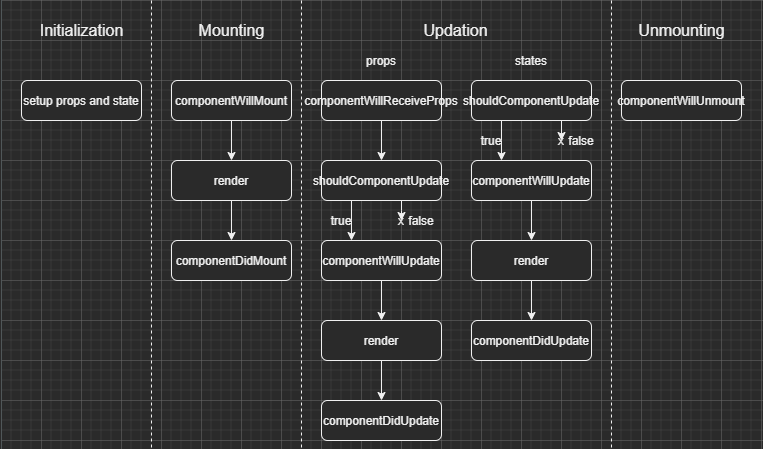 Initialization
Mounting
Updation
Unmounting
props
states
setup props and state
componentWillMount
componentWillReceiveProps
shouldComponentUpdate
componentWillUnmount
true
x false
render
shouldComponentUpdate
componentWillUpdate
true
x false
componentDidMount
componentWillUpdate
render
render
componentDidUpdate
componentDidUpdate